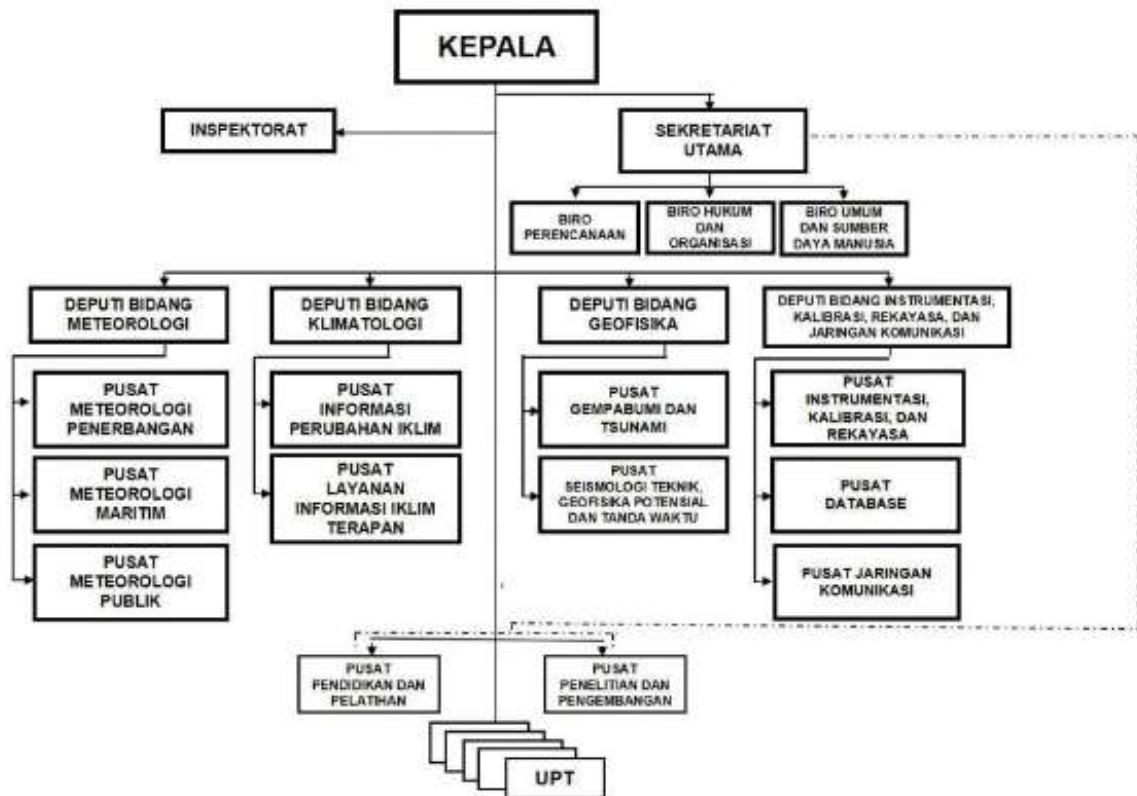 KEPALA
INSPEKTORAT
SEKRETARIAT
UTAMA
BIRO
PERENCANAAN
BIRO HUKUM
DAN
ORGANISASI
BIRO UMUM
DAN SUMBER
DAYA MANUSIA
DEPUTI BIDANG
METEOROLOGI
DEPUTI BIDANG
KLIMATOLOGI
DEPUTI BIDANG
GEOFISIKA
DEPUTI BIDANG INSTRUMENTASI,
KALIBRASI, REKAYASA, DAN
JARINGAN KOMUNIKASI
PUSAT
METEOROLOGI
PENERBANGAN
PUSAT
INFORMASI
PERUBAHAN IKLIM
PUSAT
GEMPABUMI DAN
TSUNAMI
PUSAT
INSTRUMENTASI,
KALIBRASI, DAN
REKAYASA
PUSAT
METEOROLOGI
MARITIM
PUSAT
LAYANAN
INFORMASI IKLIM
TERAPAN
PUSAT
SEISMOLOGI TEKNIK,
GEOFISIKA POTENSIAL
DAN TANDA WAKTU
PUSAT
DATABASE
PUSAT
METEOROLOGI
PUBLIK
PUSAT JARINGAN
KOMUNIKASI
PUSAT
PENDIDIKAN DAN
PELATIHAN
PUSAT
PENELITIAN DAN
PENGEMBANGAN
UPT